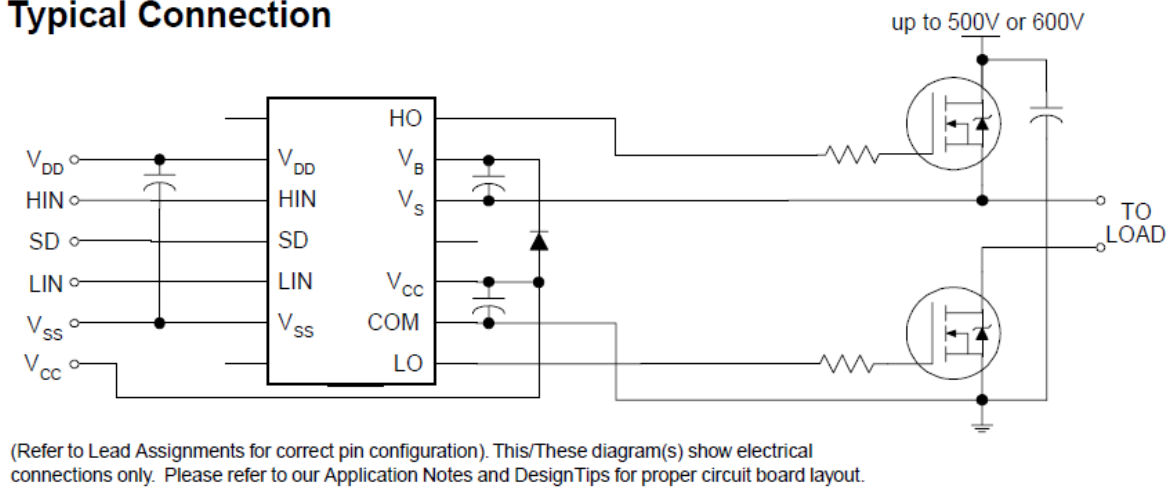 Typical Connection
up to 500V or 600V
HO
VDD
VDD
VB
HIN
HIN
VS
TO
LOAD
SD
SD
LIN
LIN
VCC
VSS
VSS
COM
VCC
LO
(Refer to Lead Assignments for correct pin configuration). This/These diagram(s) show electrical
connections only. Please refer to our Application Notes and DesignTips for proper circuit board layout.